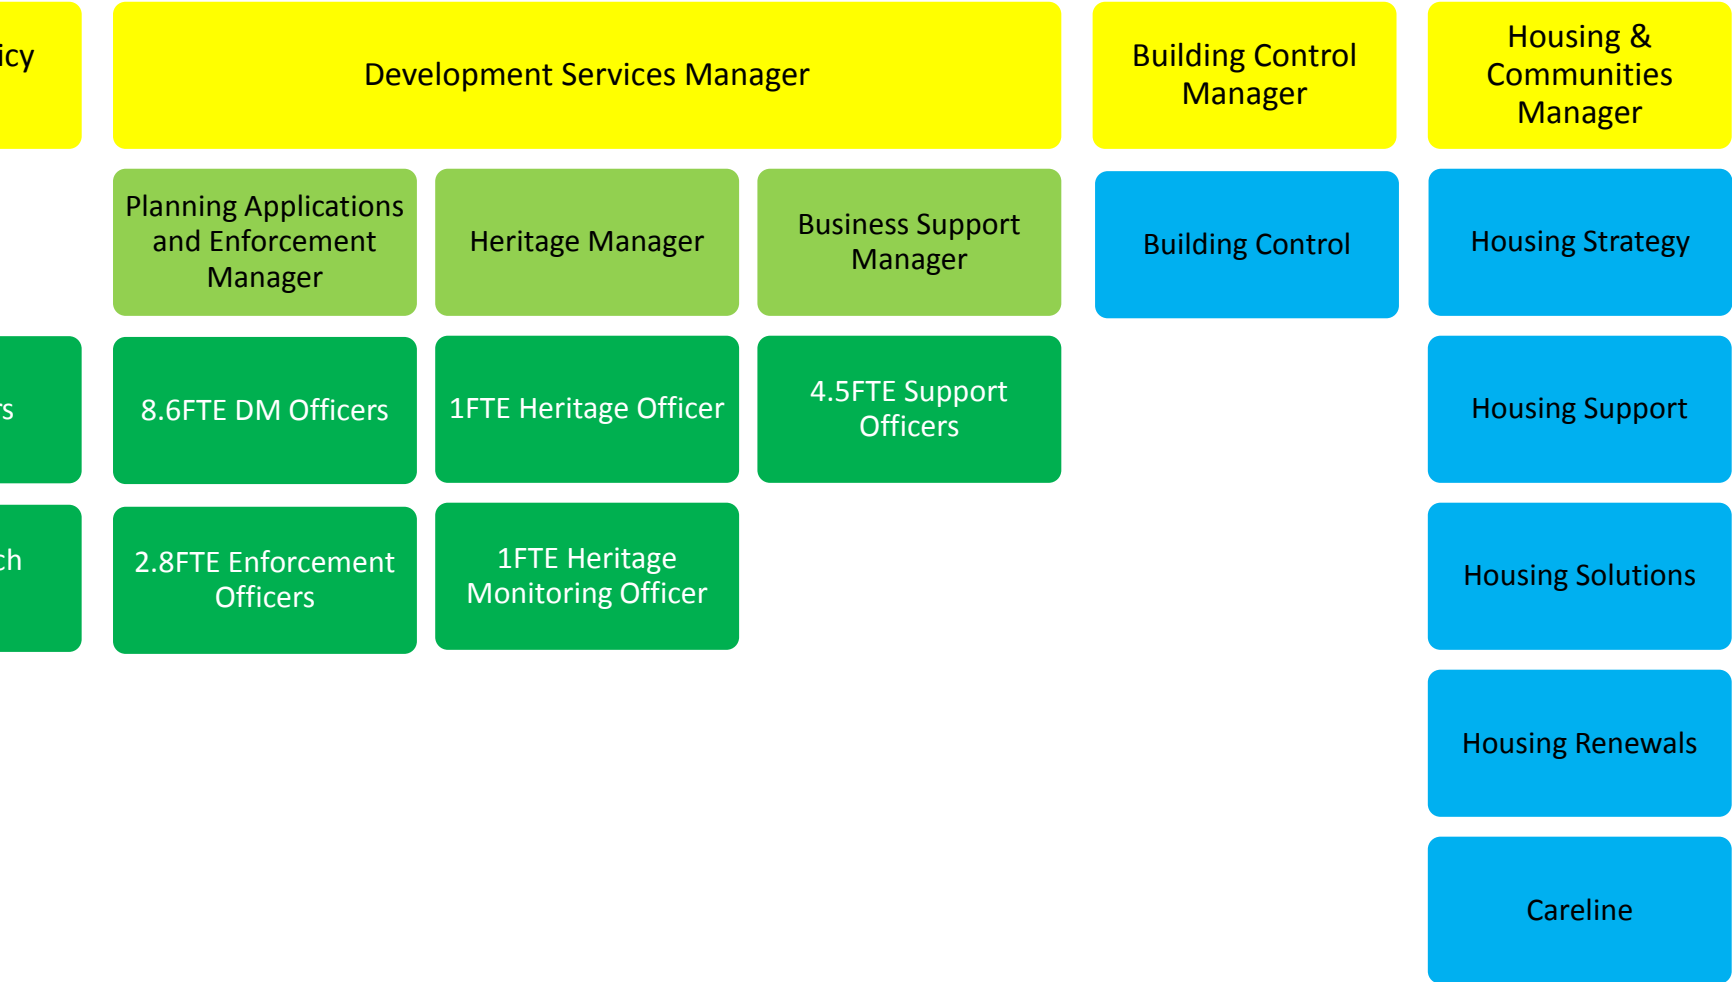 Development Services Manager
Building Control
Manager
Housing &
Communities
Manager
Planning Applications
and Enforcement
Manager
Heritage Manager
Business Support
Manager
Building Control
Housing Strategy
8.6FTE DM Officers
1FTE Heritage Officer
4.5FTE Support
Officers
Housing Support
2.8FTE Enforcement
Officers
1FTE Heritage
Monitoring Officer
Housing Solutions
Housing Renewals
Careline